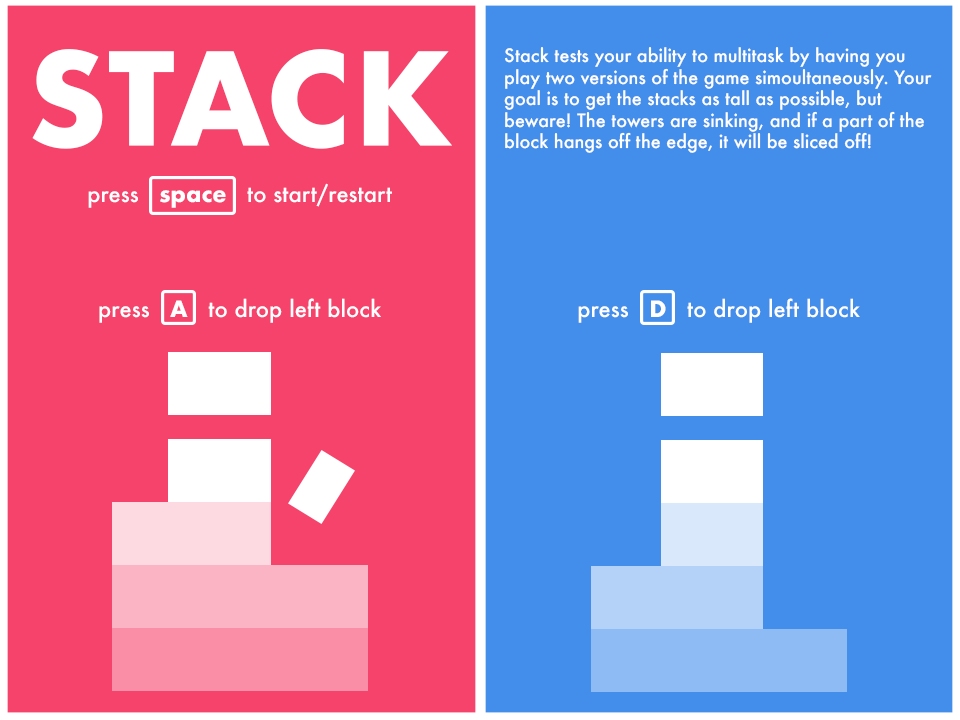 STACK
press space to start/restart
press A to drop left block
Stack tests your ability to multitask by having you
play two versions of the game simoultaneously. Your
goal is to get the stacks as tall as possible, but
beware! The towers are sinking, and if a part of the
block hangs off the edge, it will be sliced off!
press D to drop left block